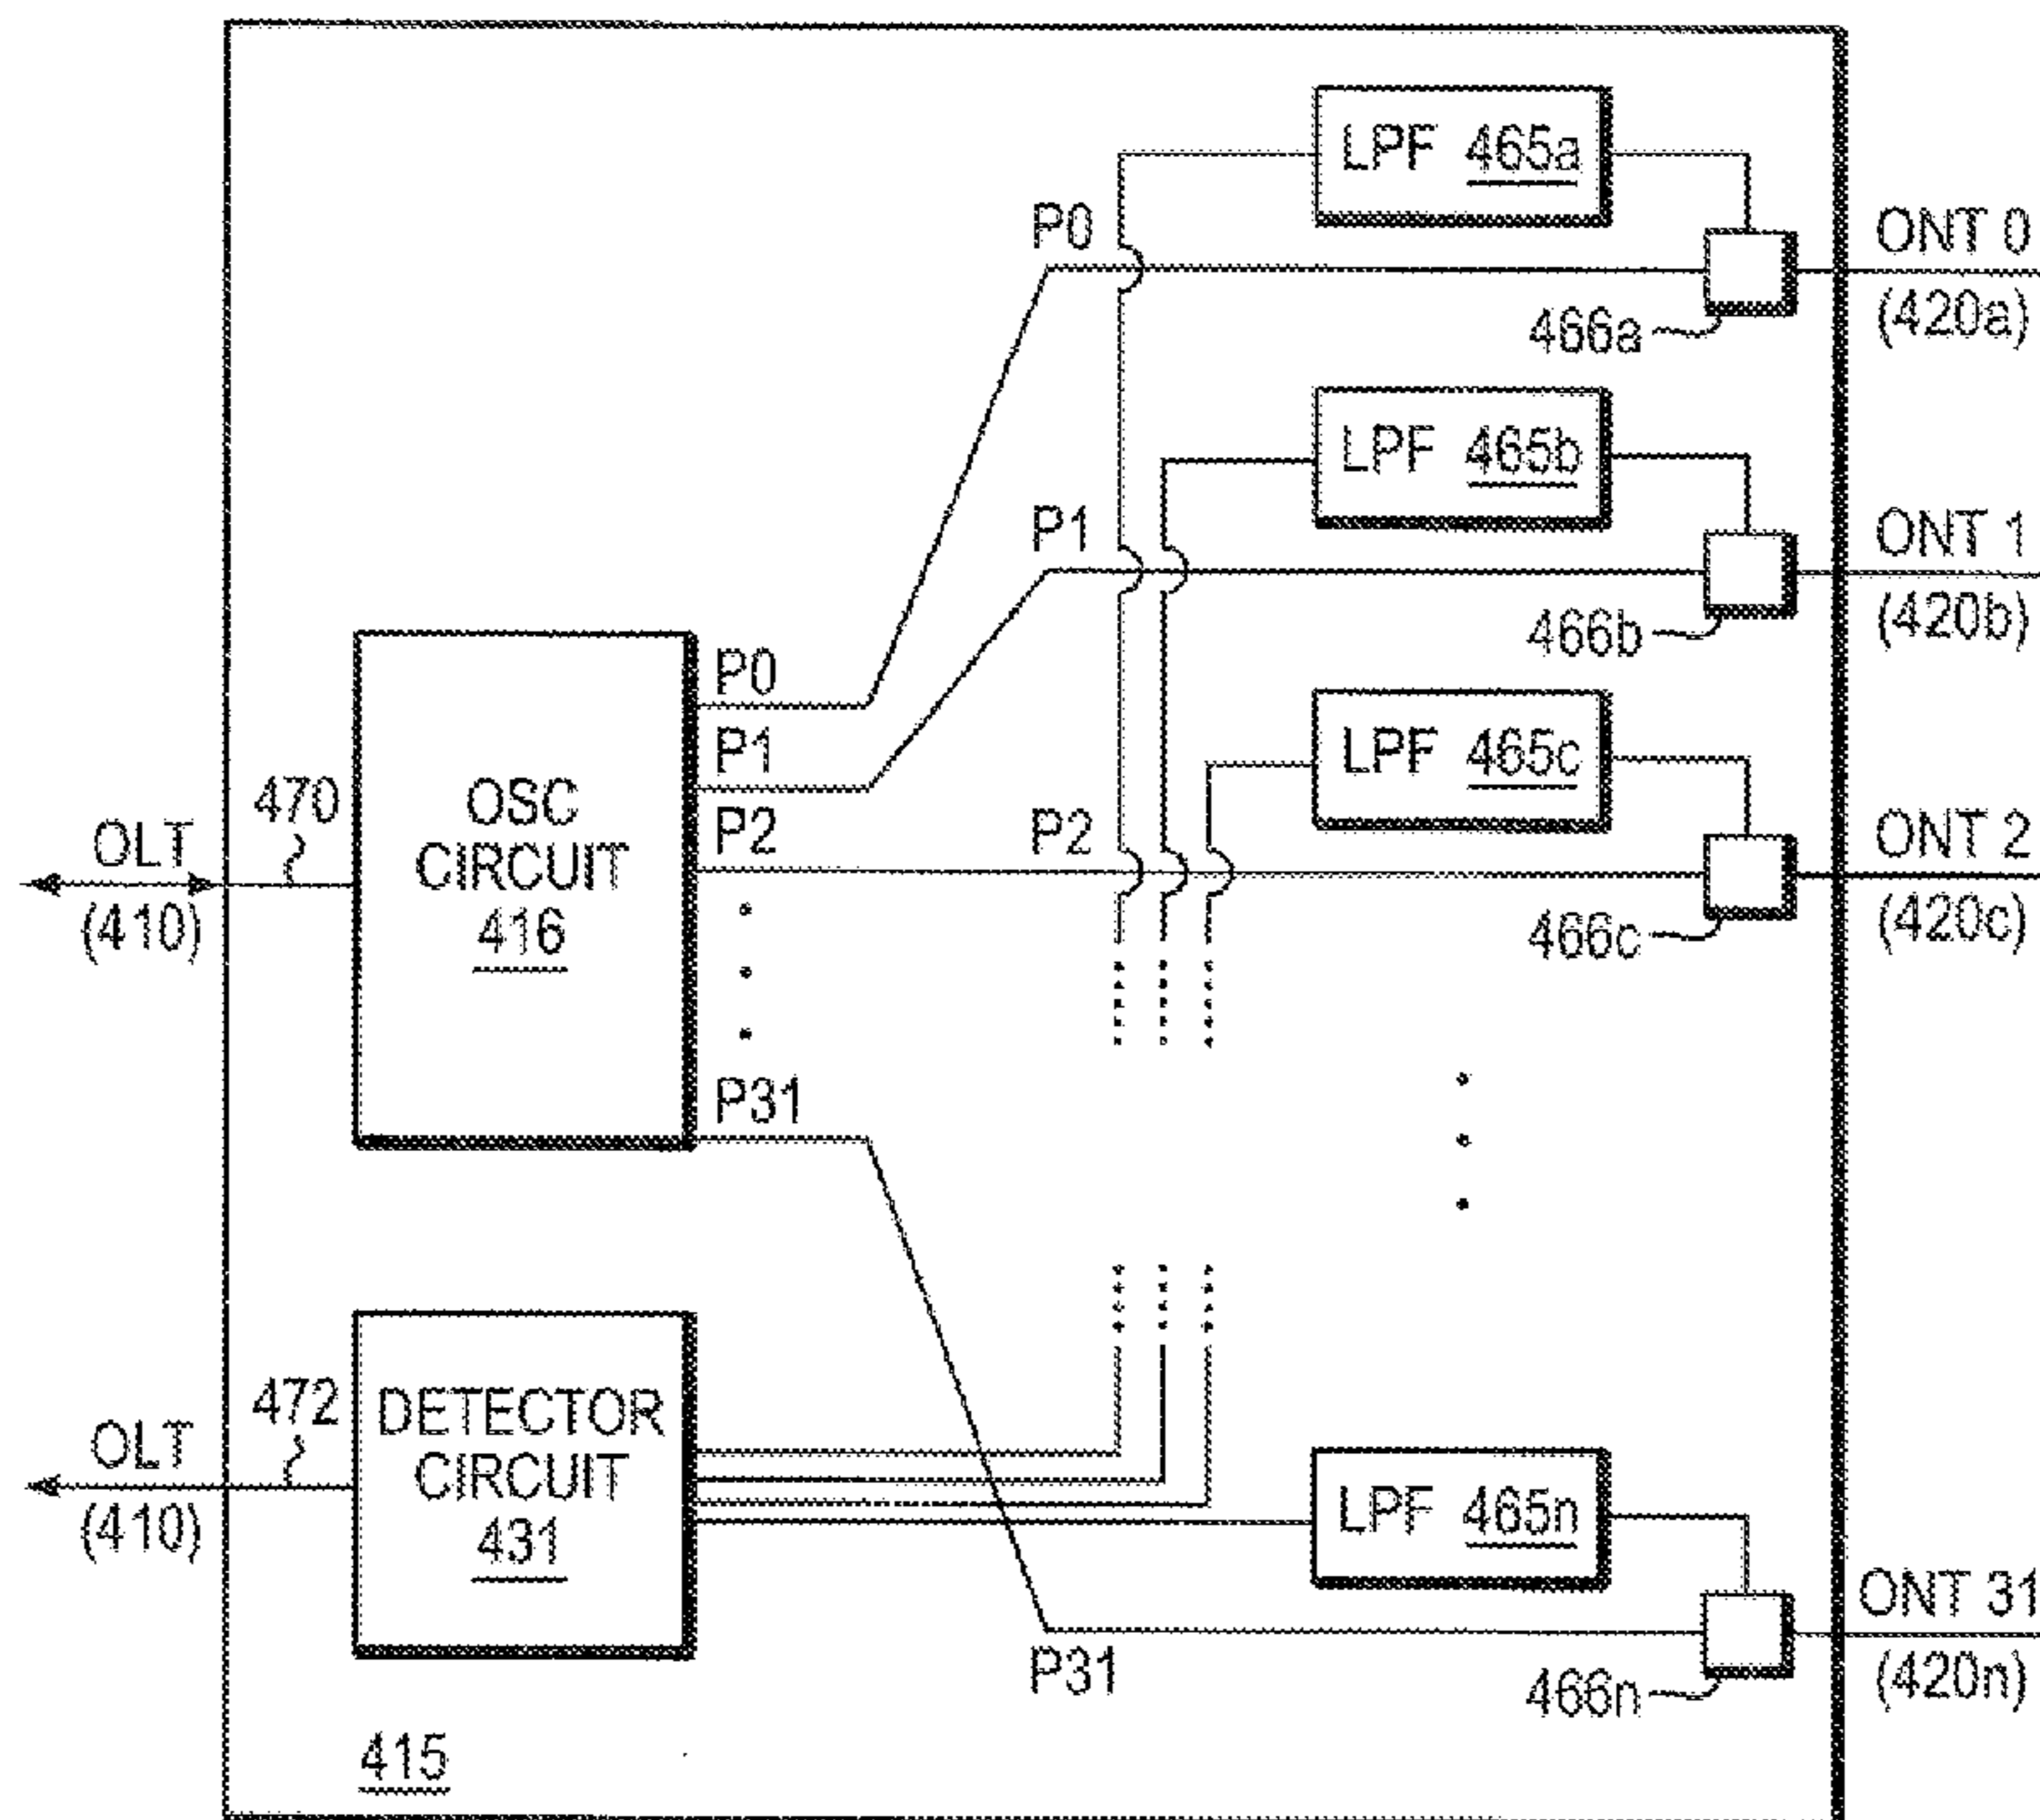 LPF 465a
P0
ONT 0
(420a)
466a
LPF 465b
P1
ONT 1
(420b)
466b
P0
LPF 465c
P1
OSC
CIRCUIT
416
470
OLT
(410)
P2
P2
ONT 2
(420c)
466c
P31
DETECTOR
CIRCUIT
431
472
OLT
(410)
LPF 465n
ONT 31
(420n)
P31
466n
415